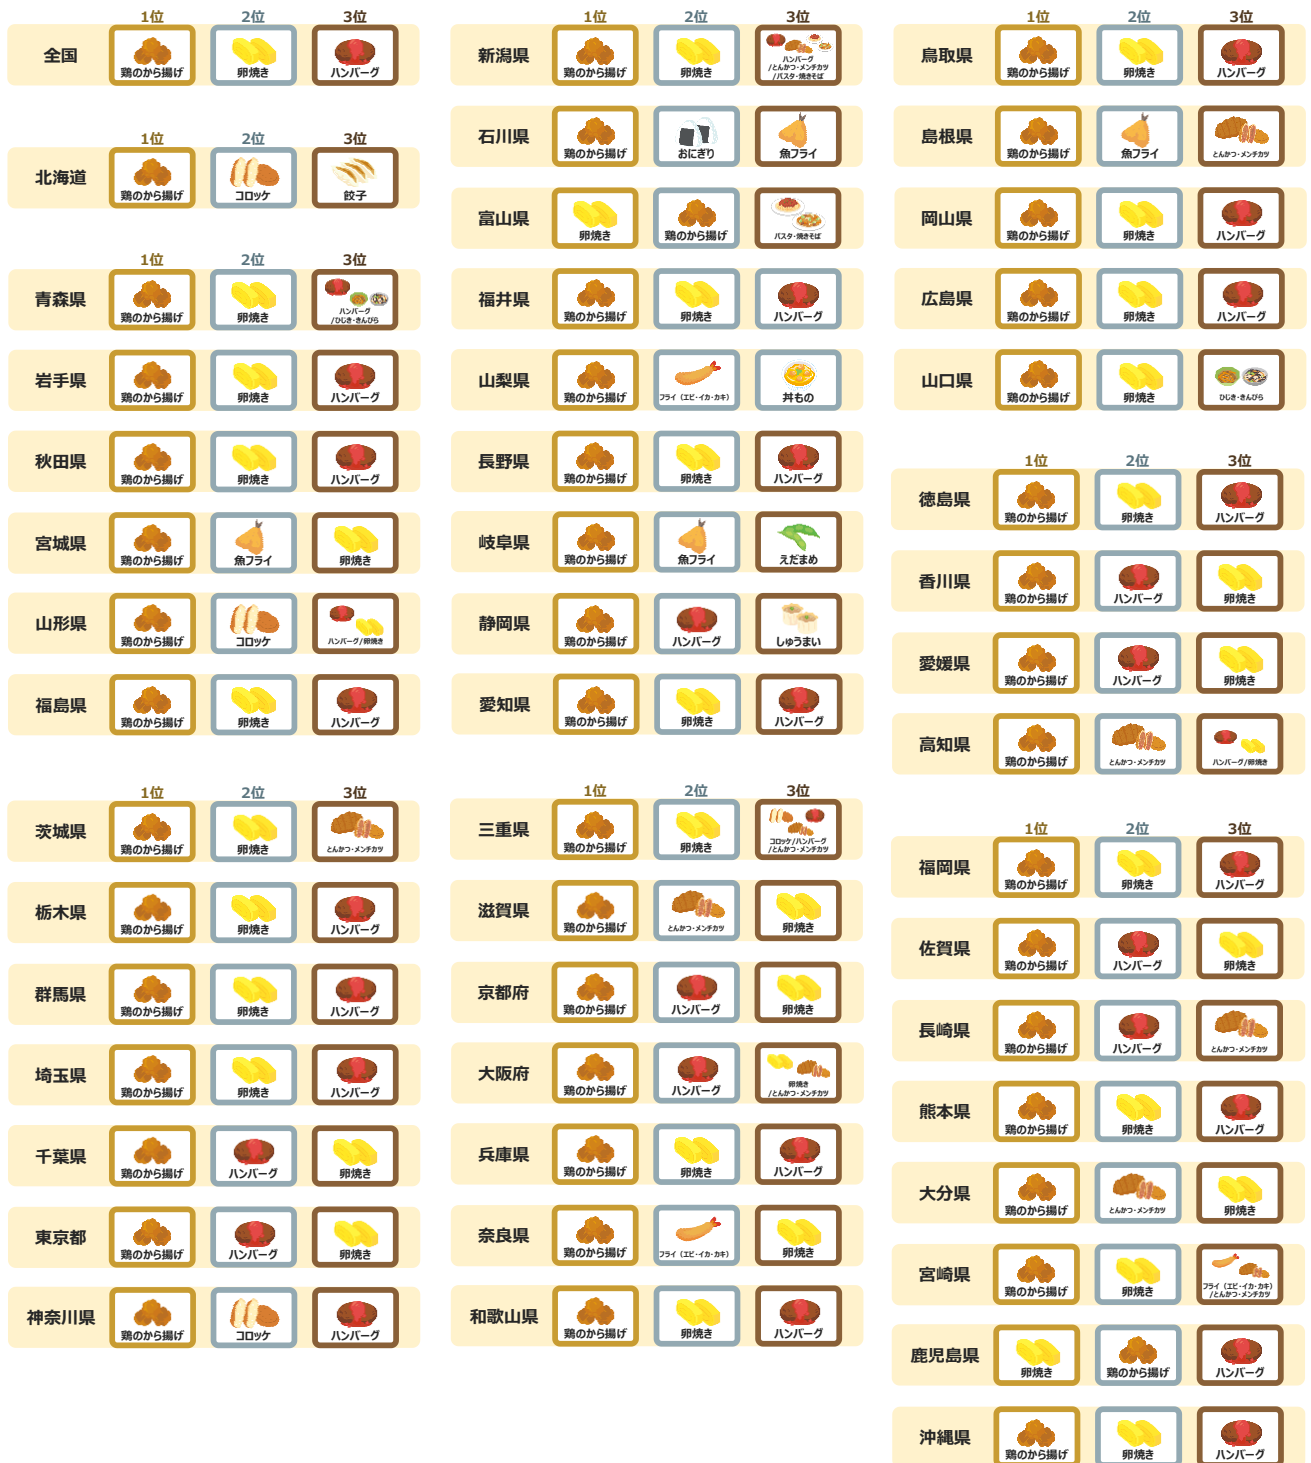 1位 2位 3位
全国 鶏のから揚げ 卵焼き ハンバーグ
1位 2位 3位
北海道 鶏のから揚げ コロッケ 餃子
1位 2位 3位
青森県 鶏のから揚げ 卵焼き ハンバーグ
/ひじき・きんぴら
岩手県 鶏のから揚げ 卵焼き ハンバーグ
秋田県 鶏のから揚げ 卵焼き ハンバーグ
宮城県 鶏のから揚げ 魚フライ 卵焼き
山形県 鶏のから揚げ コロッケ ハンバーグ/卵焼き
福島県 鶏のから揚げ 卵焼き ハンバーグ
1位 2位 3位
茨城県 鶏のから揚げ 卵焼き とんかつ・メンチカツ
栃木県 鶏のから揚げ 卵焼き ハンバーグ
群馬県 鶏のから揚げ 卵焼き ハンバーグ
埼玉県 鶏のから揚げ 卵焼き ハンバーグ
千葉県 鶏のから揚げ ハンバーグ 卵焼き
東京都 鶏のから揚げ ハンバーグ 卵焼き
神奈川県 鶏のから揚げ コロッケ ハンバーグ
1位 2位 3位
新潟県 鶏のから揚げ 卵焼き ハンバーグ
/とんかつ・メンチカツ
/パスタ・焼きそば
石川県 鶏のから揚げ おにぎり 魚フライ
富山県 卵焼き 鶏のから揚げ パスタ・焼きそば
福井県 鶏のから揚げ 卵焼き ハンバーグ
山梨県 鶏のから揚げ フライ（エビ・イカ・カキ） 丼もの
長野県 鶏のから揚げ 卵焼き ハンバーグ
岐阜県 鶏のから揚げ 魚フライ えだまめ
静岡県 鶏のから揚げ ハンバーグ しゅうまい
愛知県 鶏のから揚げ 卵焼き ハンバーグ
1位 2位 3位
三重県 鶏のから揚げ 卵焼き コロッケ/ハンバーグ
/とんかつ・メンチカツ
滋賀県 鶏のから揚げ とんかつ・メンチカツ 卵焼き
京都府 鶏のから揚げ ハンバーグ 卵焼き
大阪府 鶏のから揚げ ハンバーグ 卵焼き
/とんかつ・メンチカツ
兵庫県 鶏のから揚げ 卵焼き ハンバーグ
奈良県 鶏のから揚げ フライ（エビ・イカ・カキ） 卵焼き
和歌山県 鶏のから揚げ 卵焼き ハンバーグ
1位 2位 3位
鳥取県 鶏のから揚げ 卵焼き ハンバーグ
島根県 鶏のから揚げ 魚フライ とんかつ・メンチカツ
岡山県 鶏のから揚げ 卵焼き ハンバーグ
広島県 鶏のから揚げ 卵焼き ハンバーグ
山口県 鶏のから揚げ 卵焼き ひじき・きんぴら
1位 2位 3位
徳島県 鶏のから揚げ 卵焼き ハンバーグ
香川県 鶏のから揚げ ハンバーグ 卵焼き
愛媛県 鶏のから揚げ ハンバーグ 卵焼き
高知県 鶏のから揚げ とんかつ・メンチカツ ハンバーグ/卵焼き
1位 2位 3位
福岡県 鶏のから揚げ 卵焼き ハンバーグ
佐賀県 鶏のから揚げ ハンバーグ 卵焼き
長崎県 鶏のから揚げ ハンバーグ とんかつ・メンチカツ
熊本県 鶏のから揚げ 卵焼き ハンバーグ
大分県 鶏のから揚げ とんかつ・メンチカツ 卵焼き
宮崎県 鶏のから揚げ 卵焼き フライ（エビ・イカ・カキ）
/とんかつ・メンチカツ
鹿児島県 卵焼き 鶏のから揚げ ハンバーグ
沖縄県 鶏のから揚げ 卵焼き ハンバーグ